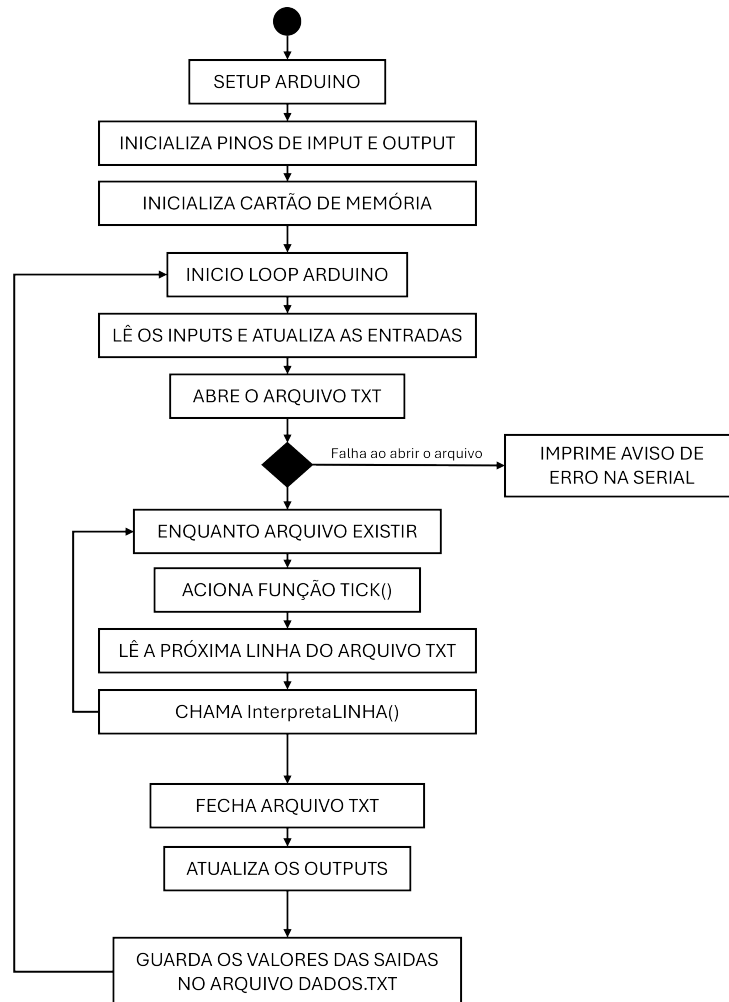 SETUP ARDUINO
INICIALIZA PINOS DE IMPUT E OUTPUT
INICIALIZA CARTÃO DE MEMÓRIA
INICIO LOOP ARDUINO
LÊ OS INPUTS E ATUALIZA AS ENTRADAS
ABRE O ARQUIVO TXT
Falha ao abrir o arquivo
IMPRIME AVISO DE
ERRO NA SERIAL
ENQUANTO ARQUIVO EXISTIR
ACIONA FUNÇÃO TICK()
LÊ A PRÓXIMA LINHA DO ARQUIVO TXT
CHAMA InterpretaLINHA()
FECHA ARQUIVO TXT
ATUALIZA OS OUTPUTS
GUARDA OS VALORES DAS SAIDAS
NO ARQUIVO DADOS.TXT